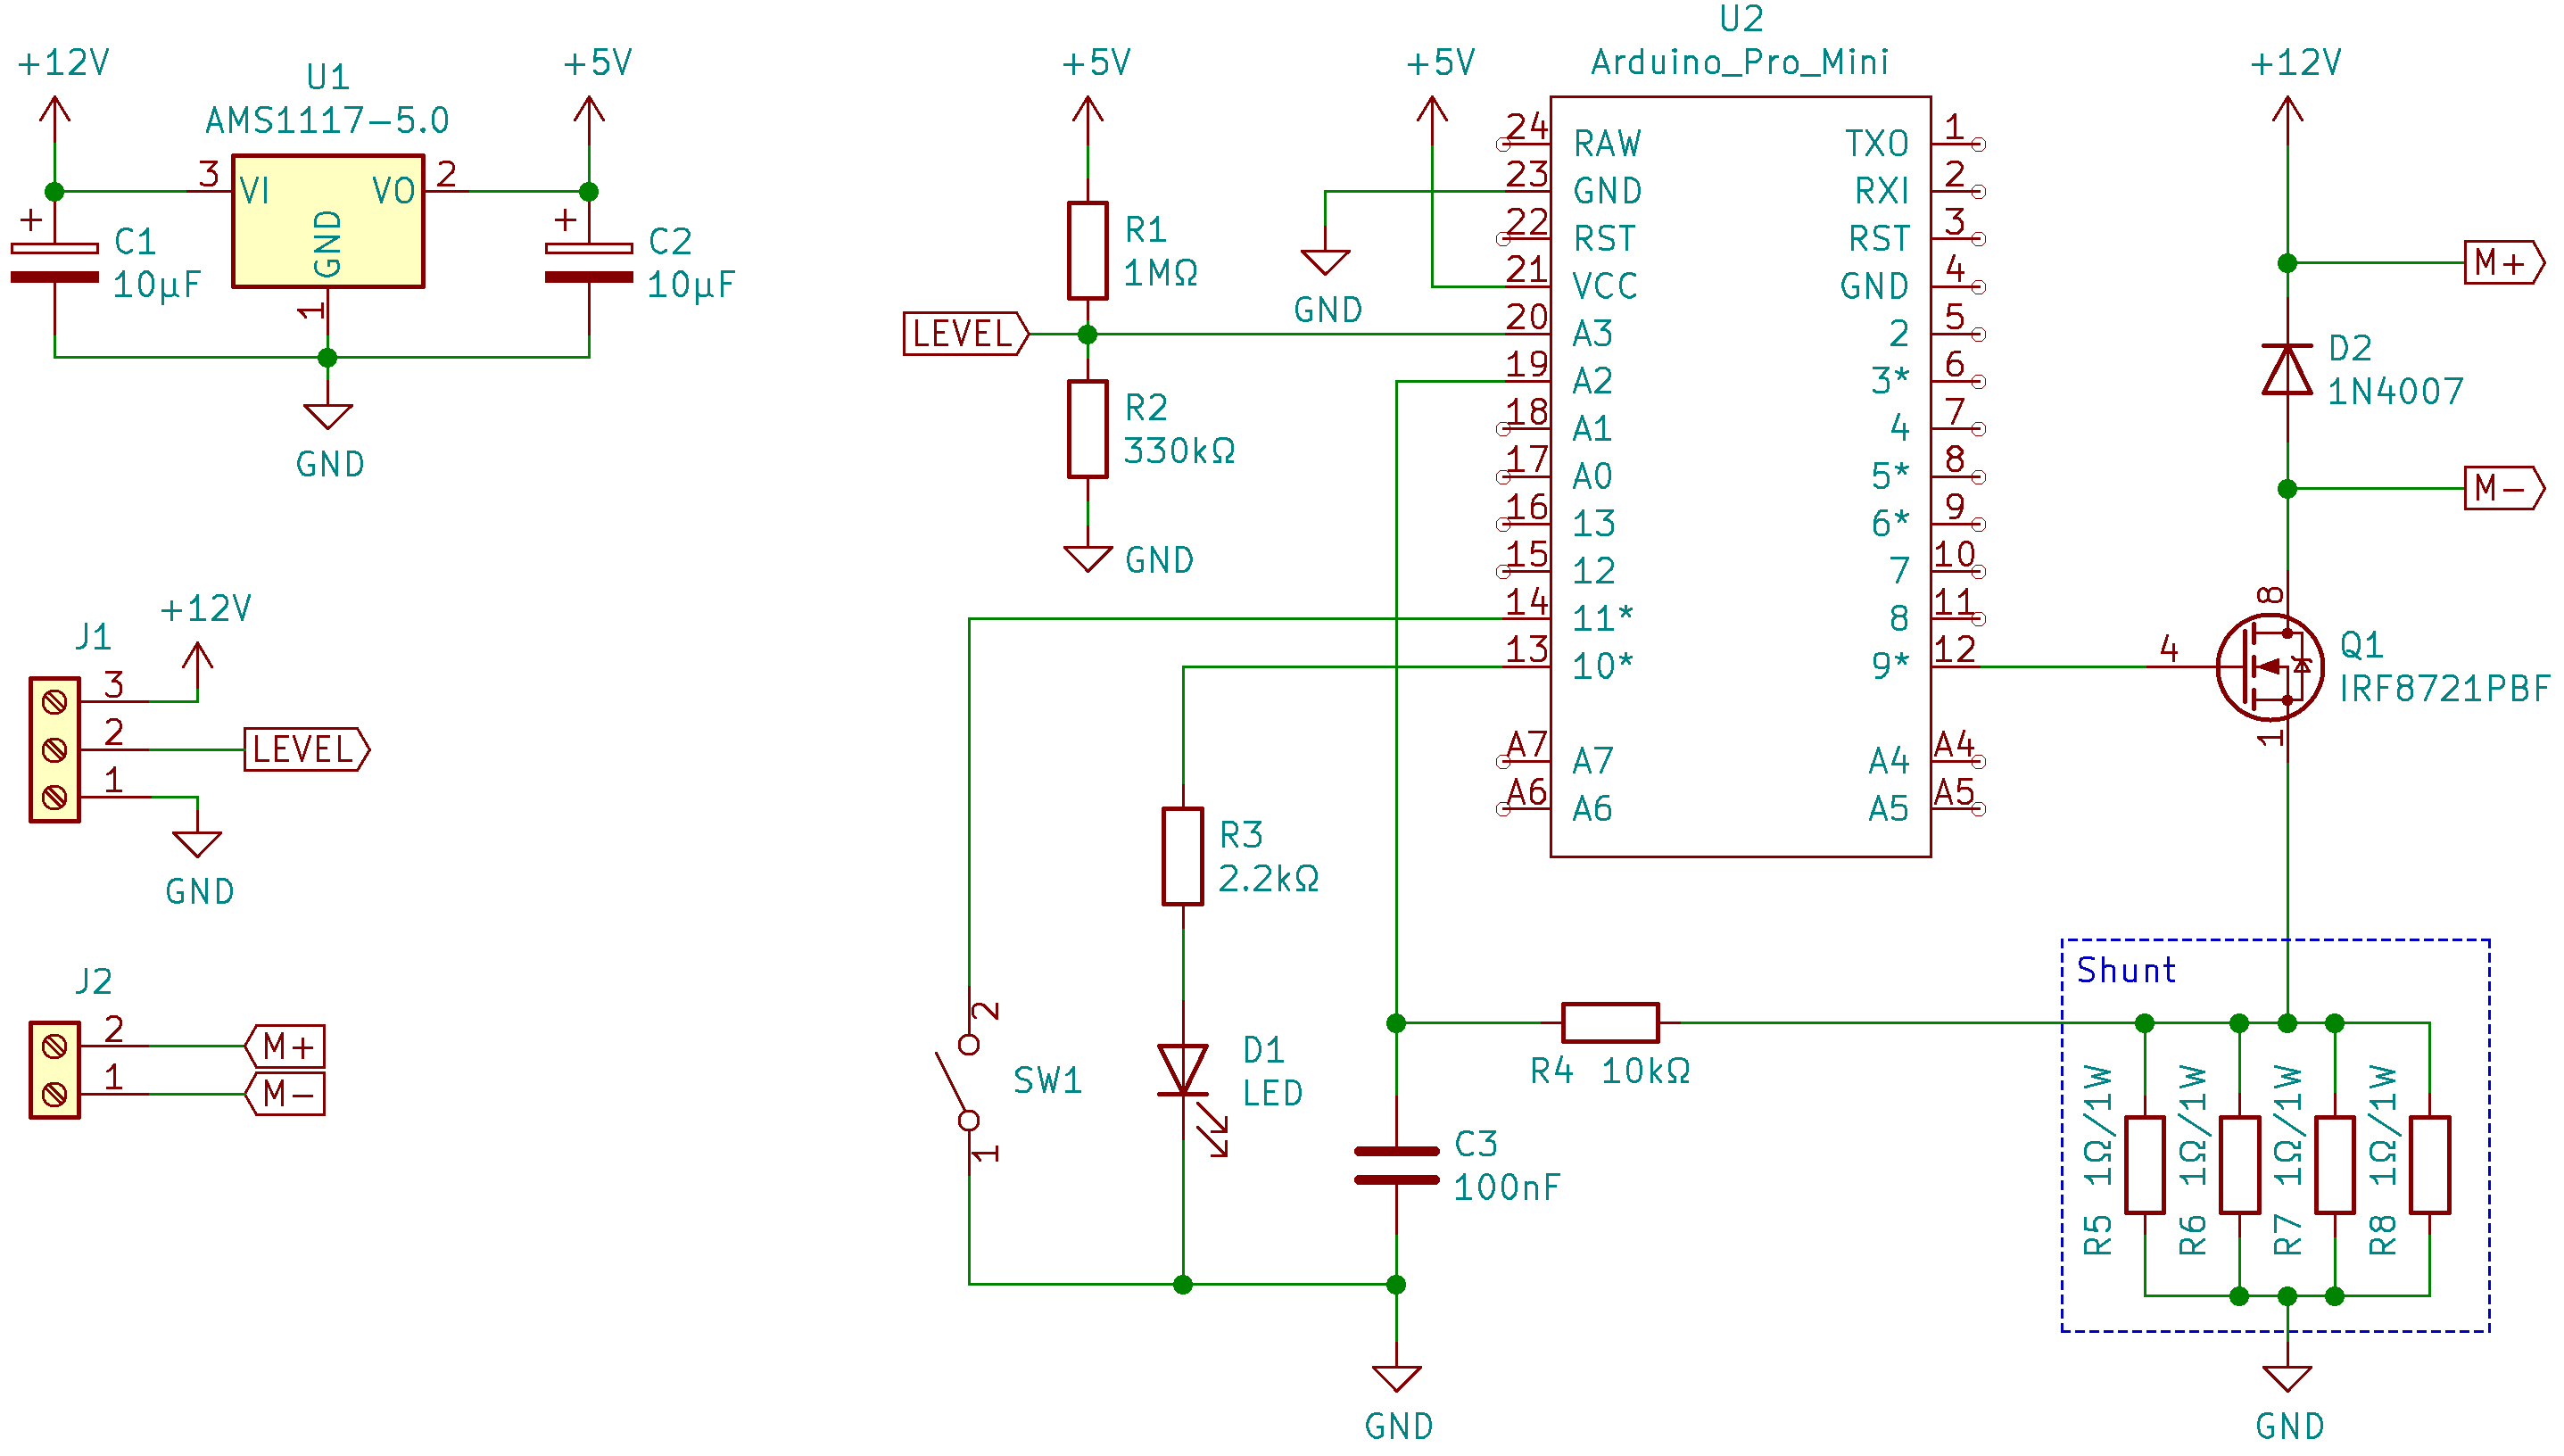 +12V
U1
AMS1117-5.0
+5V
3
VI
VO
2
GND
1
+
C1
10µF
+
C2
10µF
GND
J1
+12V
3
2
LEVEL
1
GND
J2
2
M+
1
M-
+5V
R1
1MΩ
LEVEL
R2
330kΩ
GND
+5V
GND
U2
Arduino_Pro_Mini
24 RAW TXO 1
23 GND RXI 2
22 RST RST 3
21 VCC GND 4
20 A3 2 5
19 A2 3* 6
18 A1 4 7
17 A0 5* 8
16 13 6* 9
15 12 7 10
14 11* 8 11
13 10* 9* 12
A7 A7 A4 A4
A6 A6 A5 A5
R3
2.2kΩ
2
SW1
1
D1
LED
C3
100nF
R4 10kΩ
GND
+12V
M+
D2
1N4007
M-
8
4
Q1
IRF8721PBF
1
Shunt
R5 1Ω/1W
R6 1Ω/1W
R7 1Ω/1W
R8 1Ω/1W
GND